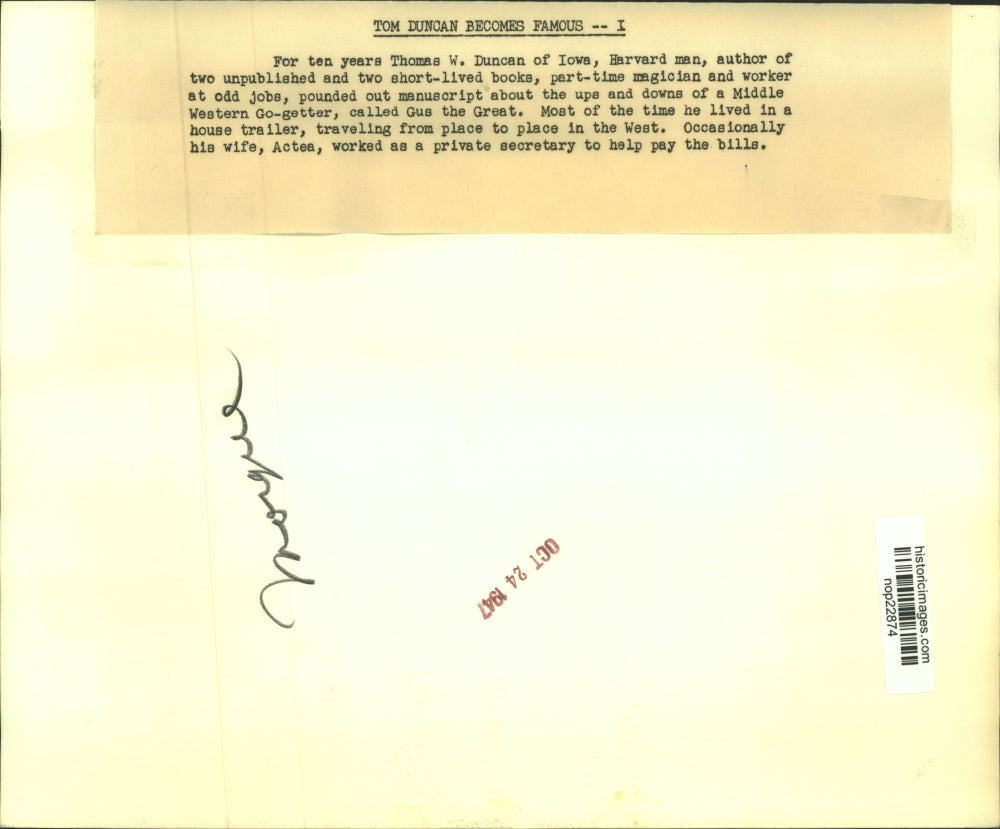 TOM DUNCAN BECOMES FAMOUS -- I
For ten years Thomas W. Duncan of Iowa, Harvard man, author of
two unpublished and two short-lived books, part-time magician and worker
at odd jobs, pounded out manuscript about the ups and downs of a Middle
Western Go-getter, called Gus the Great. Most of the time he lived in a
house trailer, traveling from place to place in the West. Occasionally
his wife, Actea, worked as a private secretary to help pay the bills.
OCT 24 1947
historicimages.com
nop22874